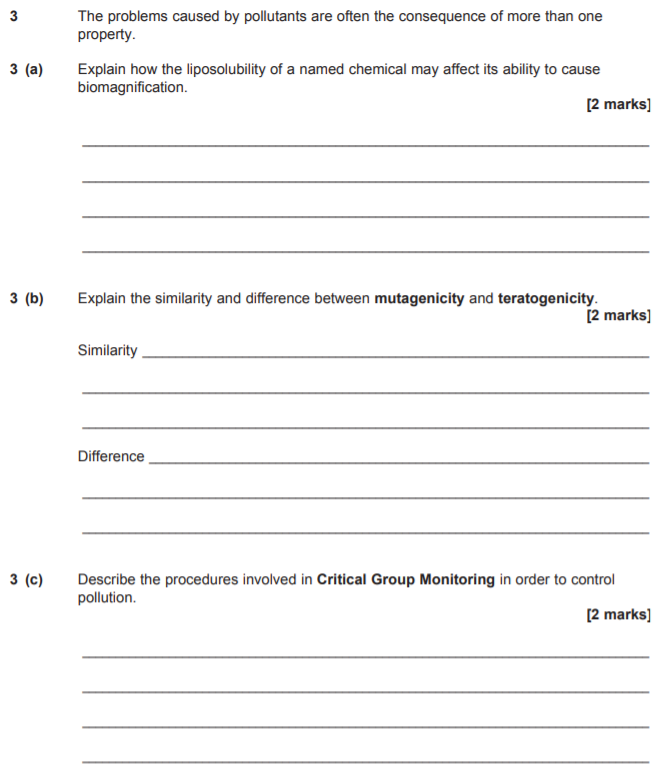 3 The problems caused by pollutants are often the consequence of more than one
property.
3 (a) Explain how the liposolubility of a named chemical may affect its ability to cause
biomagnification.
[2 marks]
3 (b) Explain the similarity and difference between mutagenicity and teratogenicity.
[2 marks]
Similarity
Difference
3 (c) Describe the procedures involved in Critical Group Monitoring in order to control
pollution.
[2 marks]